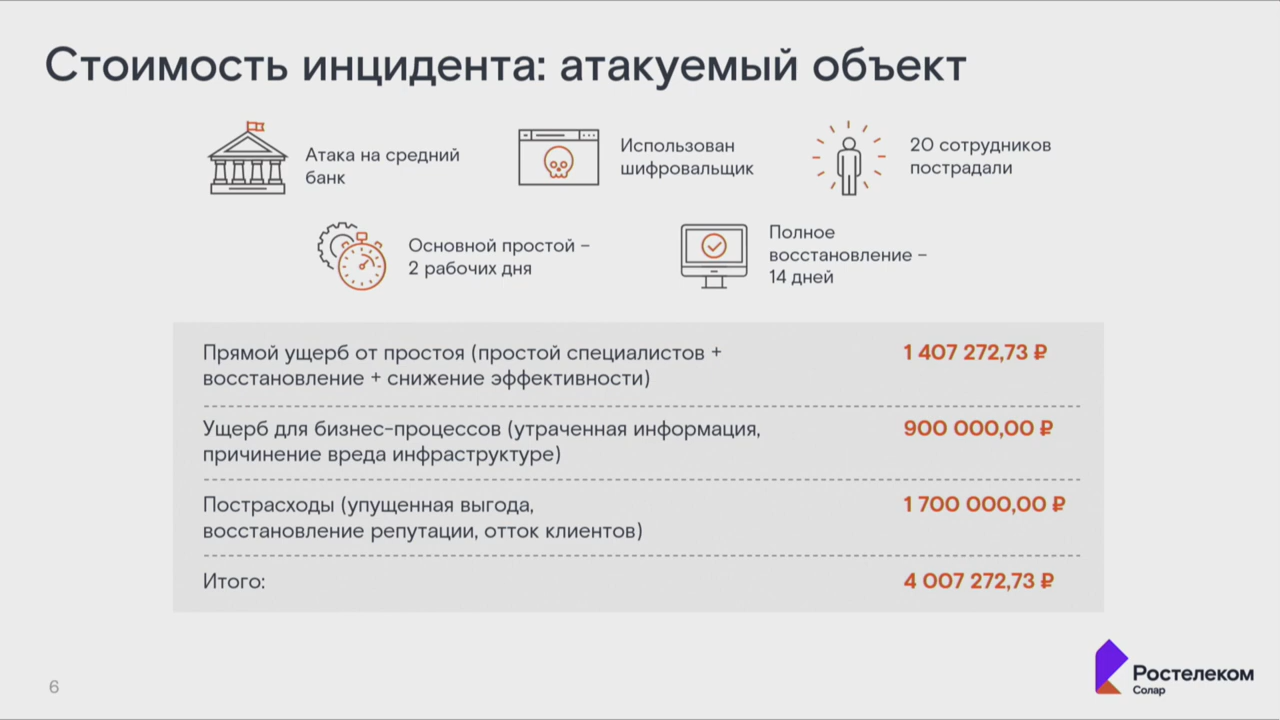 Стоимость инцидента: атакуемый объект
Атака на средний
банк
Использован
шифровальщик
20 сотрудников
пострадали
Основной простой –
2 рабочих дня
Полное
восстановление –
14 дней
Прямой ущерб от простоя (простой специалистов +
восстановление + снижение эффективности)
1 407 272,73 ₽
Ущерб для бизнес-процессов (утраченная информация,
причинение вреда инфраструктуре)
900 000,00 ₽
Пострасходы (упущенная выгода,
восстановление репутации, отток клиентов)
1 700 000,00 ₽
Итого:
4 007 272,73 ₽
6
Ростелеком
Солар